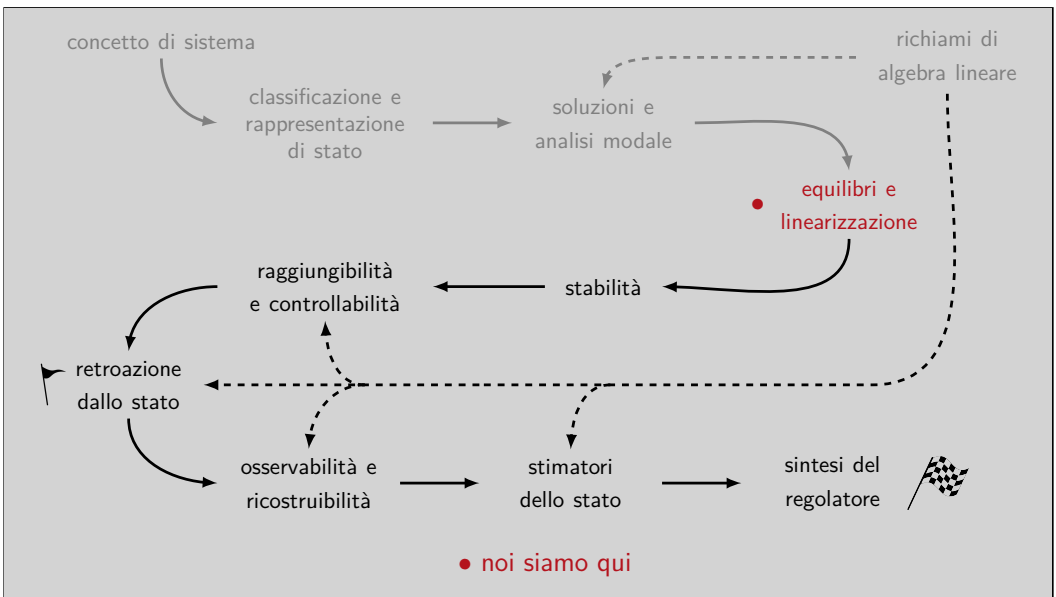 concetto di sistema
richiami di
algebra lineare
classificazione e
rappresentazione
di stato
soluzioni e
analisi modale
equilibri e
linearizzazione
stabilità
raggiungibilità
e controllabilità
retroazione
dallo stato
osservabilità e
ricostruibilità
stimatori
dello stato
sintesi del
regolatore
noi siamo qui